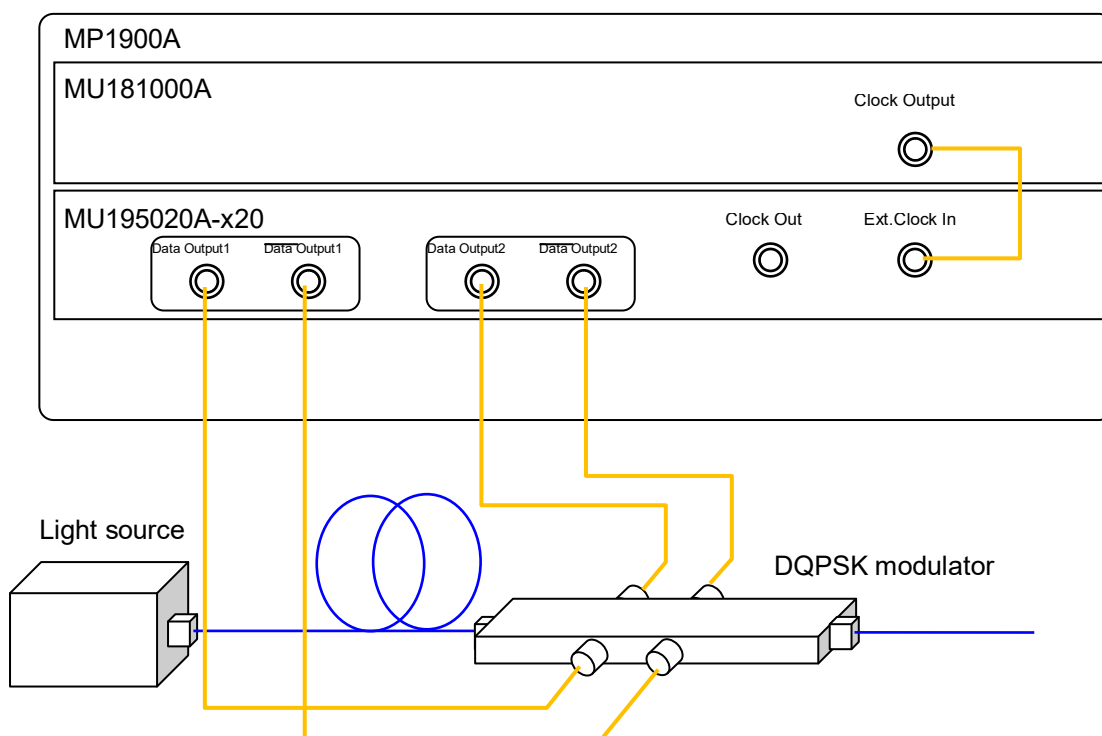 MP1900A
MU181000A
Clock Output
MU195020A-x20
Clock Out
Ext.Clock In
Data Output1
Data Output1
Data Output2
Data Output2
Light source
DQPSK modulator